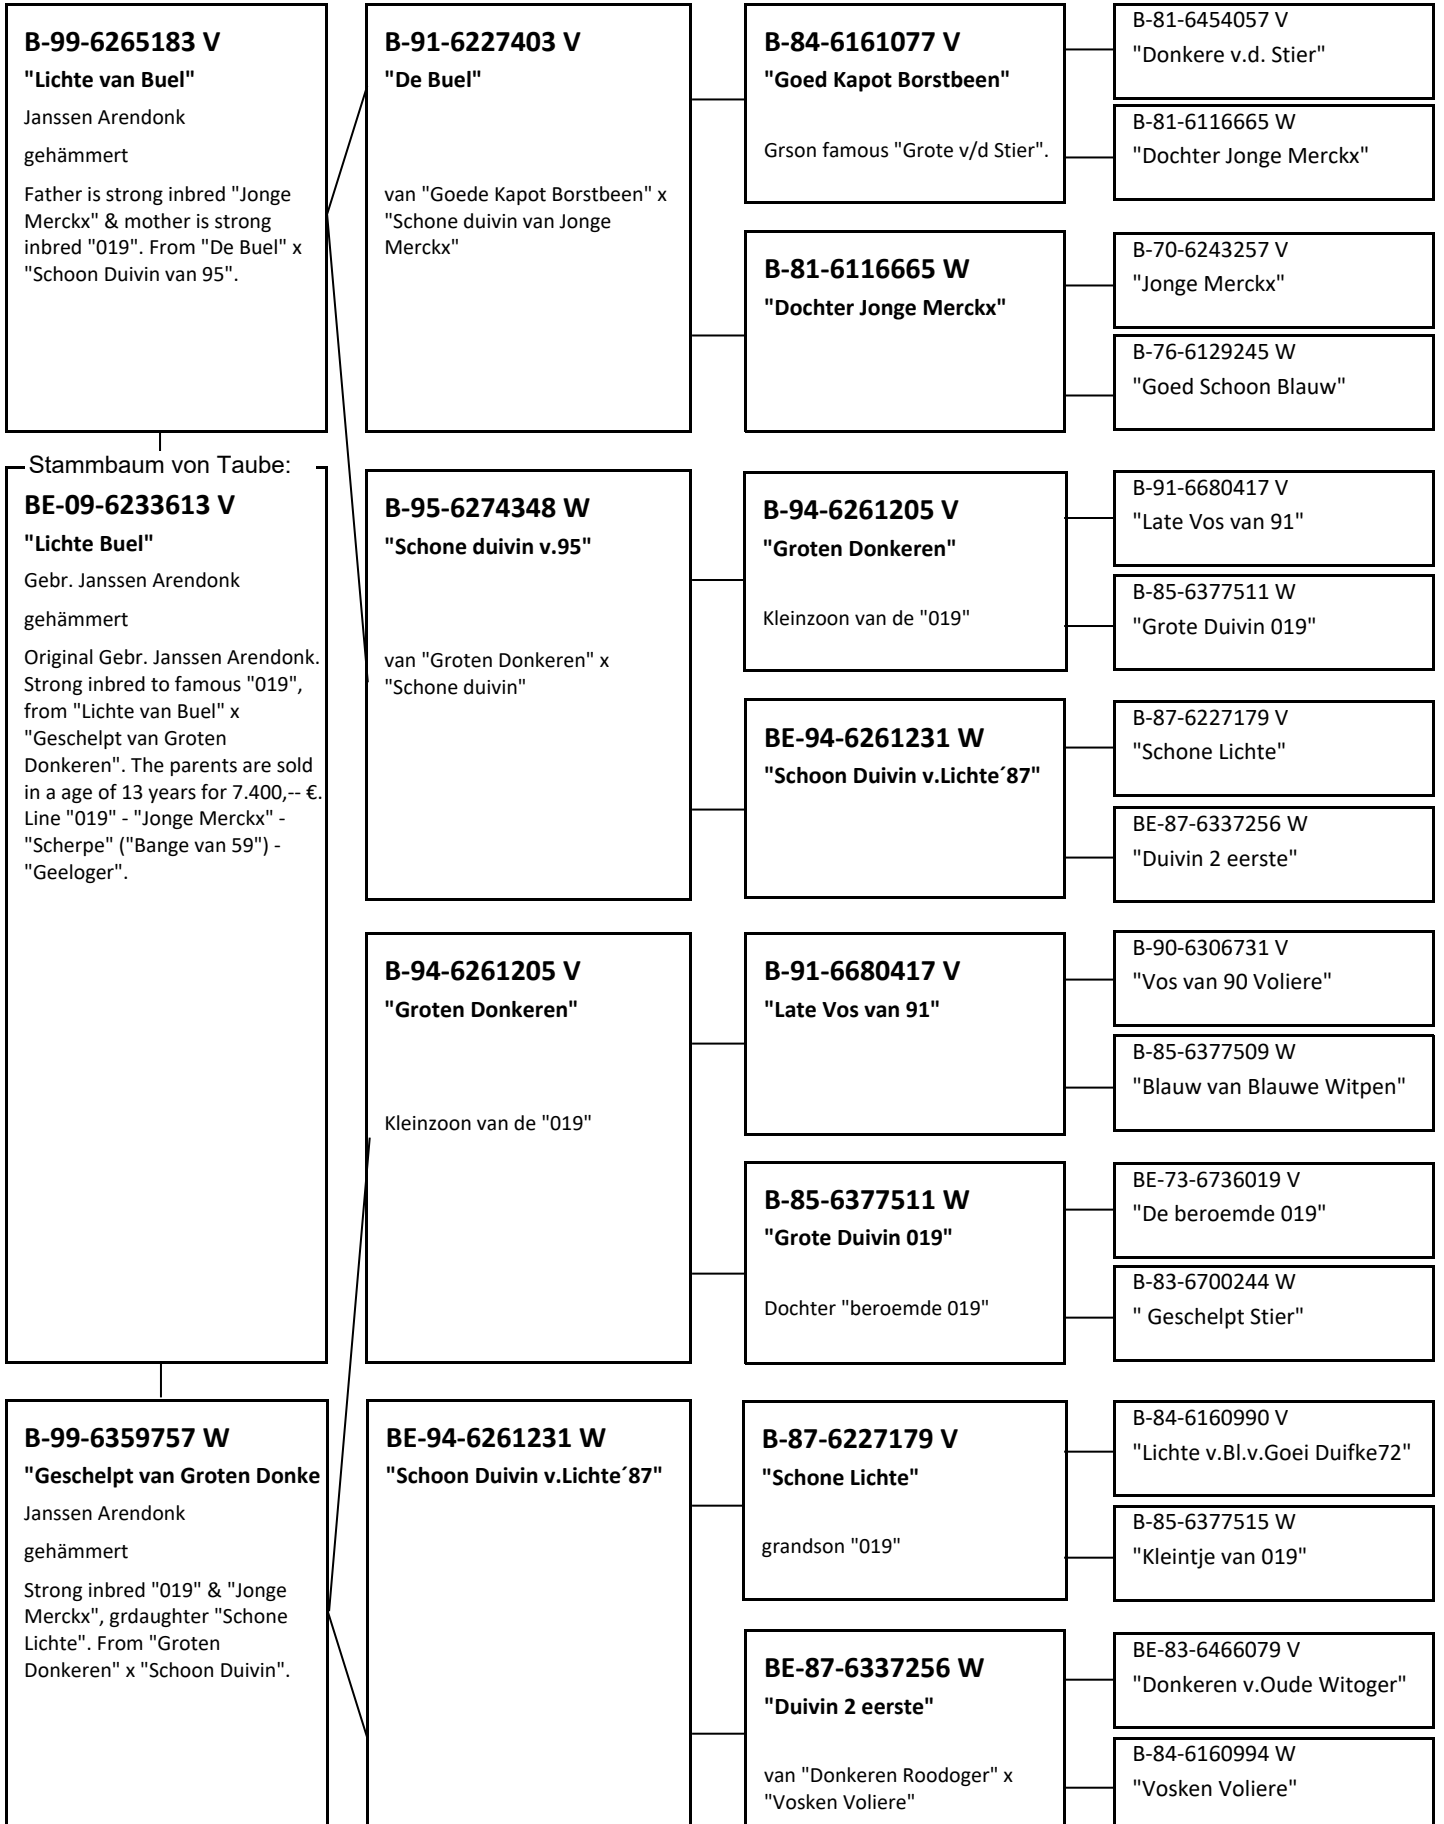 B-99-6265183 V
"Lichte van Buel"
Janssen Arendonk
gehämmert
Father is strong inbred "Jonge
Merckx" & mother is strong
inbred "019". From "De Buel" x
"Schoon Duivin van 95".
Stammbaum von Taube:
BE-09-6233613 V
"Lichte Buel"
Gebr. Janssen Arendonk
gehämmert
Original Gebr. Janssen Arendonk.
Strong inbred to famous "019",
from "Lichte van Buel" x
"Geschelpt van Groten
Donkeren". The parents are sold
in a age of 13 years for 7.400,-- €.
Line "019" - "Jonge Merckx" -
"Scherpe" ("Bange van 59") -
"Geeloger".
B-99-6359757 W
"Geschelpt van Groten Donke
Janssen Arendonk
gehämmert
Strong inbred "019" & "Jonge
Merckx", grdaughter "Schone
Lichte". From "Groten
Donkeren" x "Schoon Duivin".
B-91-6227403 V
"De Buel"
van "Goede Kapot Borstbeen" x
"Schone duivin van Jonge
Merckx"
B-95-6274348 W
"Schone duivin v.95"
van "Groten Donkeren" x
"Schone duivin"
B-94-6261205 V
"Groten Donkeren"
Kleinzoon van de "019"
BE-94-6261231 W
"Schoon Duivin v.Lichte´87"
B-84-6161077 V
"Goed Kapot Borstbeen"
Grson famous "Grote v/d Stier".
B-81-6116665 W
"Dochter Jonge Merckx"
B-94-6261205 V
"Groten Donkeren"
Kleinzoon van de "019"
BE-94-6261231 W
"Schoon Duivin v.Lichte´87"
B-91-6680417 V
"Late Vos van 91"
B-85-6377511 W
"Grote Duivin 019"
Dochter "beroemde 019"
B-87-6227179 V
"Schone Lichte"
grandson "019"
BE-87-6337256 W
"Duivin 2 eerste"
van "Donkeren Roodoger" x
"Vosken Voliere"
B-81-6454057 V
"Donkere v.d. Stier"
B-81-6116665 W
"Dochter Jonge Merckx"
B-70-6243257 V
"Jonge Merckx"
B-76-6129245 W
"Goed Schoon Blauw"
B-91-6680417 V
"Late Vos van 91"
B-85-6377511 W
"Grote Duivin 019"
B-87-6227179 V
"Schone Lichte"
BE-87-6337256 W
"Duivin 2 eerste"
B-90-6306731 V
"Vos van 90 Voliere"
B-85-6377509 W
"Blauw van Blauwe Witpen"
BE-73-6736019 V
"De beroemde 019"
B-83-6700244 W
" Geschelpt Stier"
B-84-6160990 V
"Lichte v.Bl.v.Goei Duifke72"
B-85-6377515 W
"Kleintje van 019"
BE-83-6466079 V
"Donkeren v.Oude Witoger"
B-84-6160994 W
"Vosken Voliere"